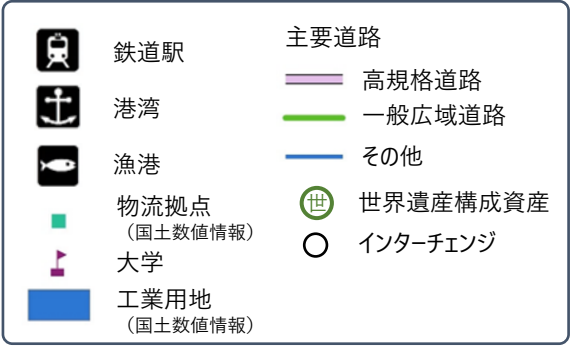 鉄道駅
港湾
漁港
物流拠点
（国土数値情報）
大学
工業用地
（国土数値情報）
主要道路
高規格道路
一般広域道路
その他
世
世界遺産構成資産
インターチェンジ